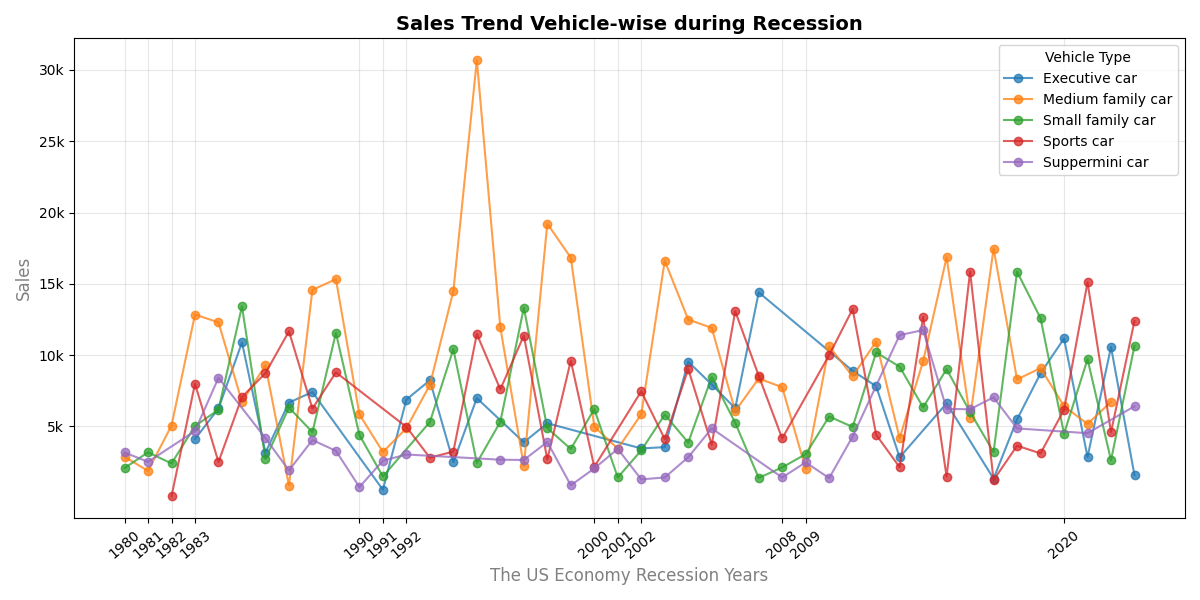 Sales Trend Vehicle-wise during Recession
Vehicle Type
Executive car
Medium family car
Small family car
Sports car
Suppermini car
30k
25k
20k
15k
10k
5k
Sales
1980
1981
1982
1983
1990
1991
1992
2000
2001
2002
2008
2009
2020
The US Economy Recession Years